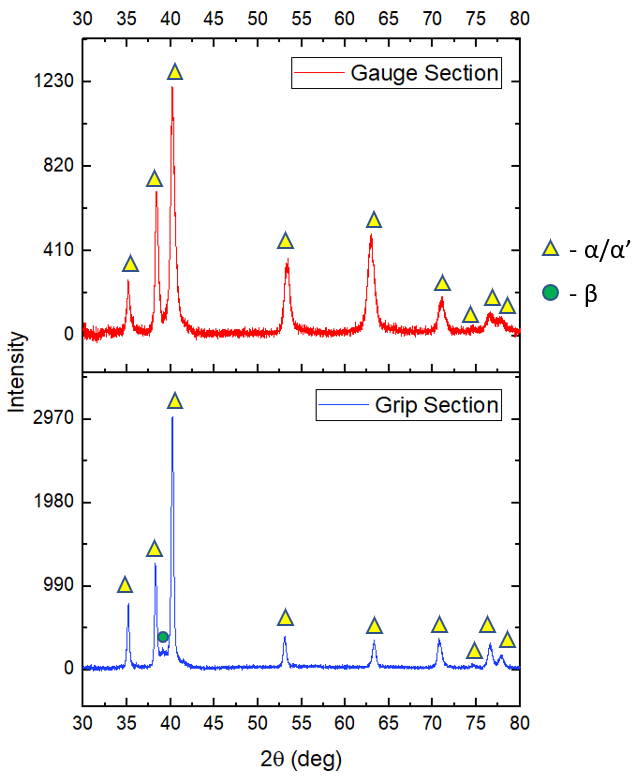 30 35 40 45 50 55 60 65 70 75 80
1230
820
410
0
Gauge Section
- α/α’
- β
Intensity
2970
1980
990
0
Grip Section
30 35 40 45 50 55 60 65 70 75 80
2θ (deg)